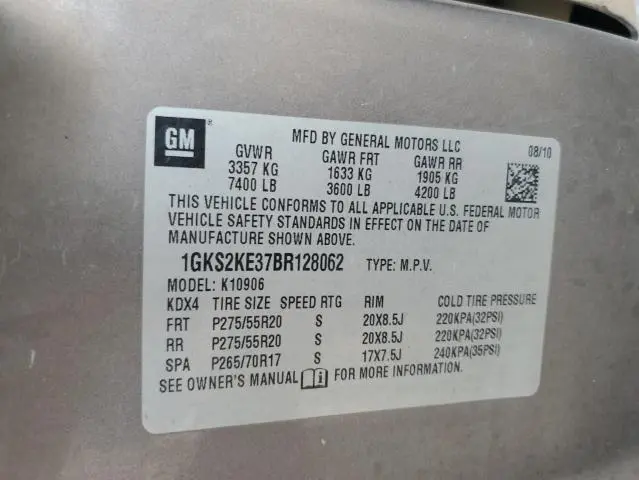 GM
MFD BY GENERAL MOTORS LLC 08/10
GVWR GAWR FRT GAWR RR
3357 KG 1633 KG 1905 KG
7400 LB 3600 LB 4200 LB
THIS VEHICLE CONFORMS TO ALL APPLICABLE U.S. FEDERAL MOTOR
VEHICLE SAFETY STANDARDS IN EFFECT ON THE DATE OF
MANUFACTURE SHOWN ABOVE.
1GKS2KE37BR128062 TYPE: M.P.V.
MODEL: K10906
KDX4 TIRE SIZE SPEED RTG RIM COLD TIRE PRESSURE
FRT P275/55R20 S 20X8.5J 220KPA(32PSI)
RR P275/55R20 S 20X8.5J 220KPA(32PSI)
SPA P265/70R17 S 17X7.5J 240KPA(35PSI)
SEE OWNER'S MANUAL FOR MORE INFORMATION.